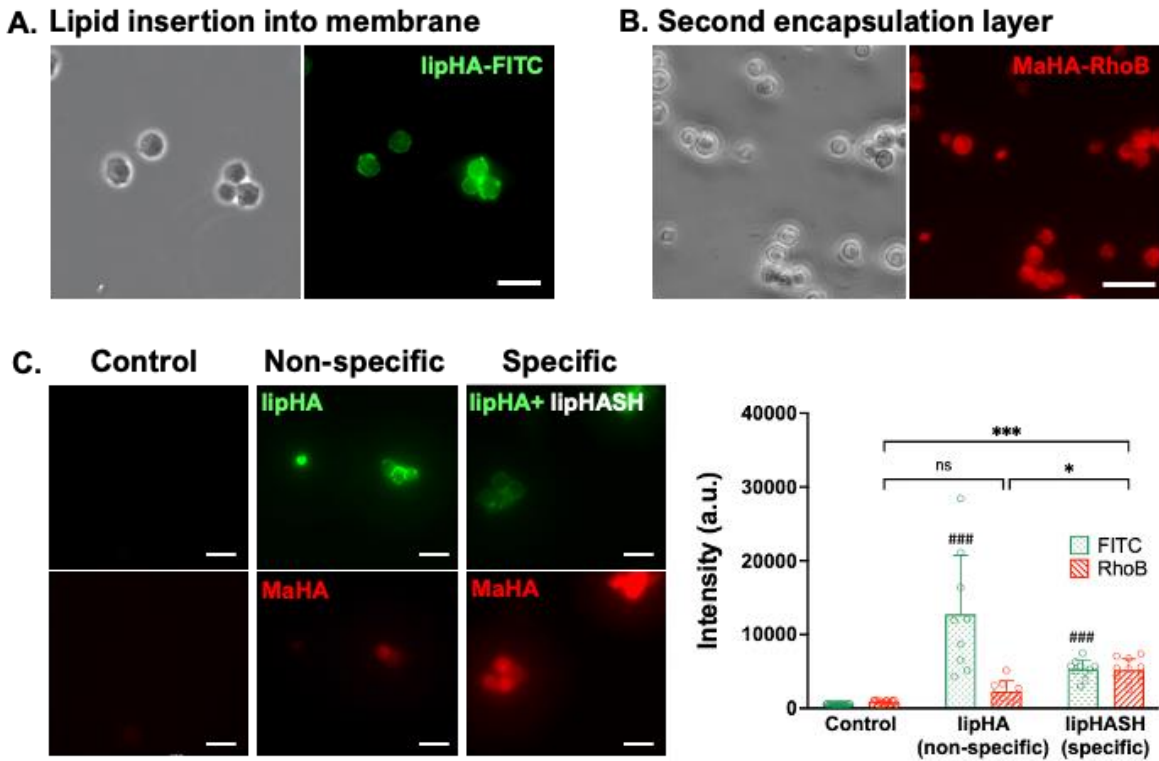 A. Lipid insertion into membrane
lipHA-FITC
B. Second encapsulation layer
MaHA-RhoB
C. Control Non-specific Specific
lipHA
lipHA+ lipHASH
MaHA
MaHA
Intensity (a.u.)
40000
30000
20000
10000
0
***
ns
*
###
###
FITC
RhoB
Control
lipHA
(non-specific)
lipHASH
(specific)